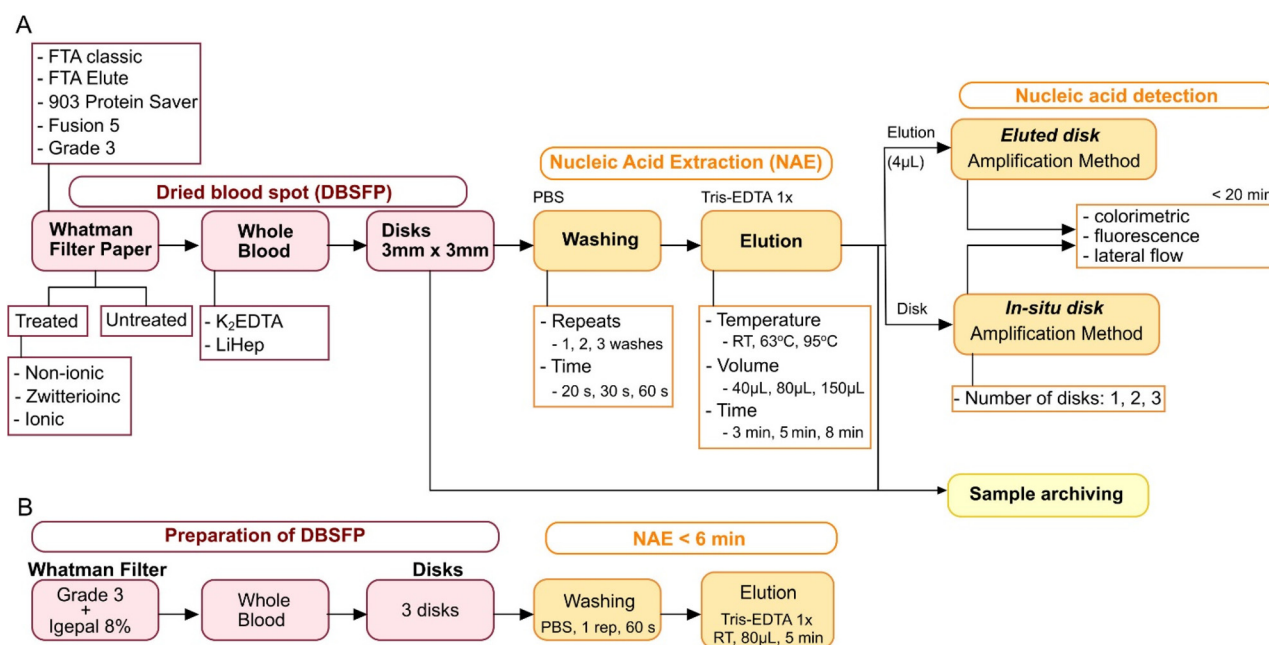 A
- FTA classic
- FTA Elute
- 903 Protein Saver
- Fusion 5
- Grade 3
Dried blood spot (DBSFP)
Whatman
Filter Paper
Whole
Blood
Disks
3mm x 3mm
Treated
Untreated
- Non-ionic
- Zwitterioinc
- Ionic
- K₂EDTA
- LiHep
Nucleic Acid Extraction (NAE)
PBS
Washing
Tris-EDTA 1x
Elution
- Repeats
- 1, 2, 3 washes
- Time
- 20 s, 30 s, 60 s
- Temperature
- RT, 63°C, 95°C
- Volume
- 40µL, 80µL, 150µL
- Time
- 3 min, 5 min, 8 min
Nucleic acid detection
Elution
(4µL)
Eluted disk
Amplification Method
< 20 min
- colorimetric
- fluorescence
- lateral flow
Disk
In-situ disk
Amplification Method
- Number of disks: 1, 2, 3
Sample archiving
B
Preparation of DBSFP
NAE < 6 min
Whatman Filter
Grade 3
+
Igepal 8%
Whole
Blood
Disks
3 disks
Washing
PBS, 1 rep, 60 s
Elution
Tris-EDTA 1x
RT, 80µL, 5 min